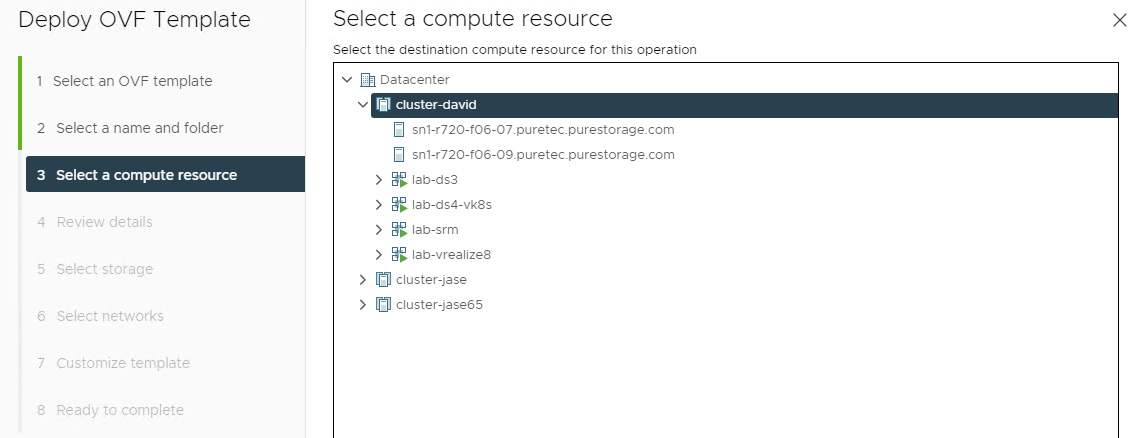 Deploy OVF Template
1 Select an OVF template
2 Select a name and folder
3 Select a compute resource
4 Review details
5 Select storage
6 Select networks
7 Customize template
8 Ready to complete
Select a compute resource
Select the destination compute resource for this operation
Datacenter
cluster-david
sn1-r720-f06-07.puretec.purestorage.com
sn1-r720-f06-09.puretec.purestorage.com
lab-ds3
lab-ds4-vk8s
lab-srm
lab-vrealize8
cluster-jase
cluster-jase65